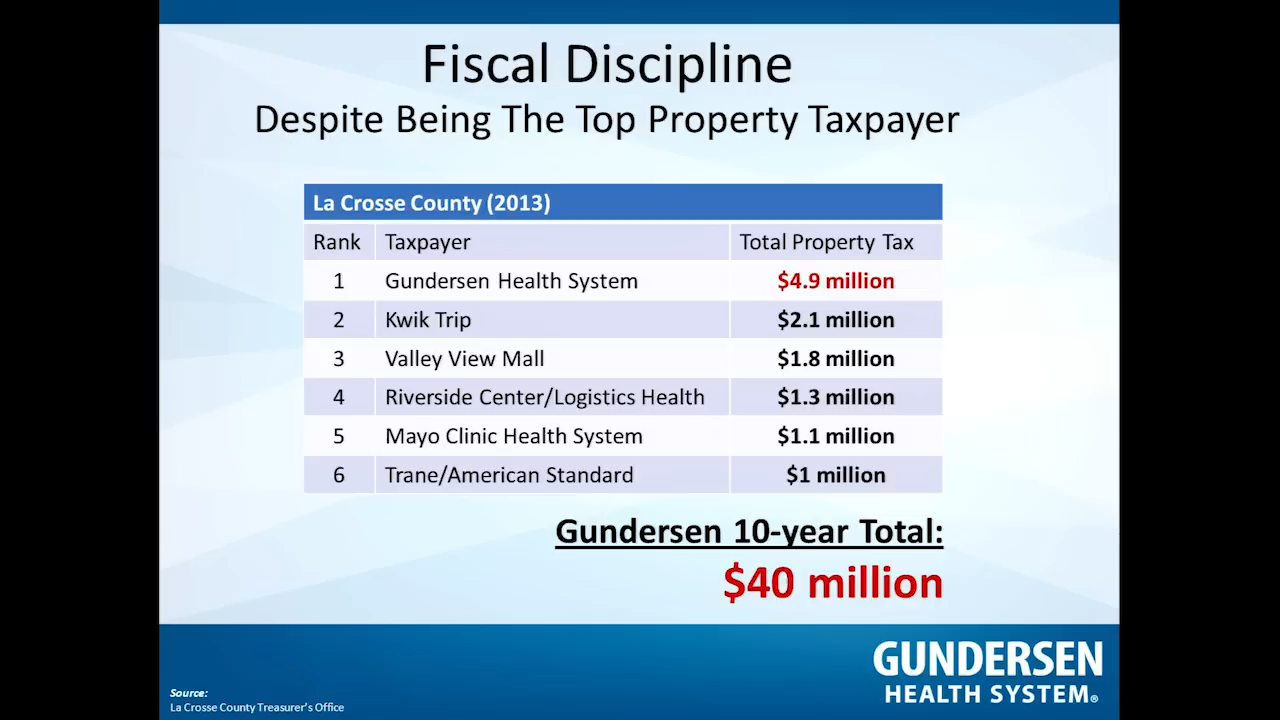 Fiscal Discipline
Despite Being The Top Property Taxpayer
La Crosse County (2013)
Rank Taxpayer Total Property Tax
1 Gundersen Health System $4.9 million
2 Kwik Trip $2.1 million
3 Valley View Mall $1.8 million
4 Riverside Center/Logistics Health $1.3 million
5 Mayo Clinic Health System $1.1 million
6 Trane/American Standard $1 million
Gundersen 10-year Total:
$40 million
Source:
La Crosse County Treasurer's Office
GUNDERSEN
HEALTH SYSTEM®